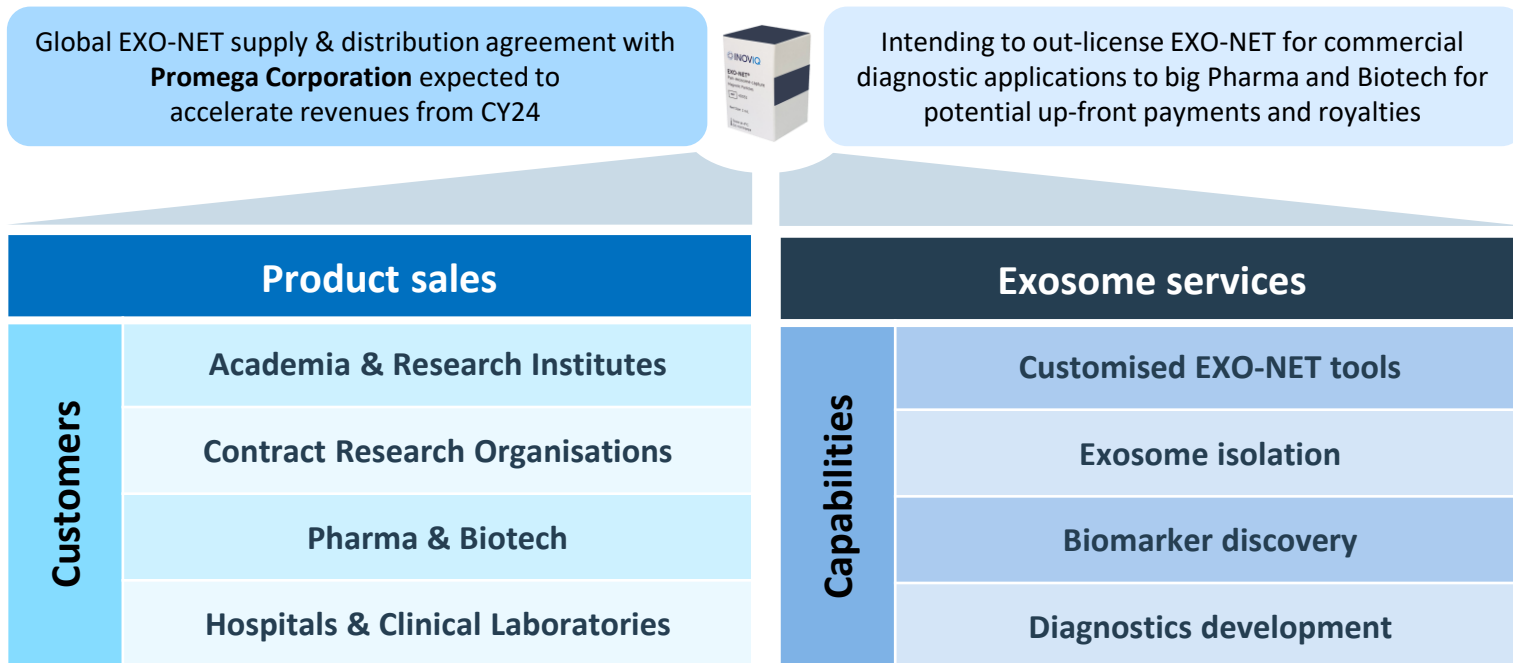 Global EXO-NET supply & distribution agreement with
Promega Corporation expected to
accelerate revenues from CY24
INOVIQ
EXO-NET®
Intending to out-license EXO-NET for commercial
diagnostic applications to big Pharma and Biotech for
potential up-front payments and royalties
Product sales
Customers
Academia & Research Institutes
Contract Research Organisations
Pharma & Biotech
Hospitals & Clinical Laboratories
Exosome services
Capabilities
Customised EXO-NET tools
Exosome isolation
Biomarker discovery
Diagnostics development